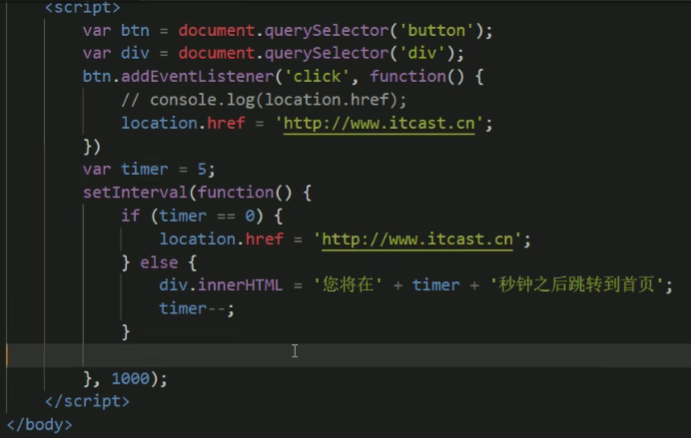 <script>
var btn = document.querySelector('button');
var div = document.querySelector('div');
btn.addEventListener('click', function() {
// console.log(location.href);
location.href = 'http://www.itcast.cn';
})
var timer = 5;
setInterval(function() {
if (timer == 0) {
location.href = 'http://www.itcast.cn';
} else {
div.innerHTML = '您将在' + timer + '秒钟之后跳转到首页';
timer--;
}
}, 1000);
</script>
</body>